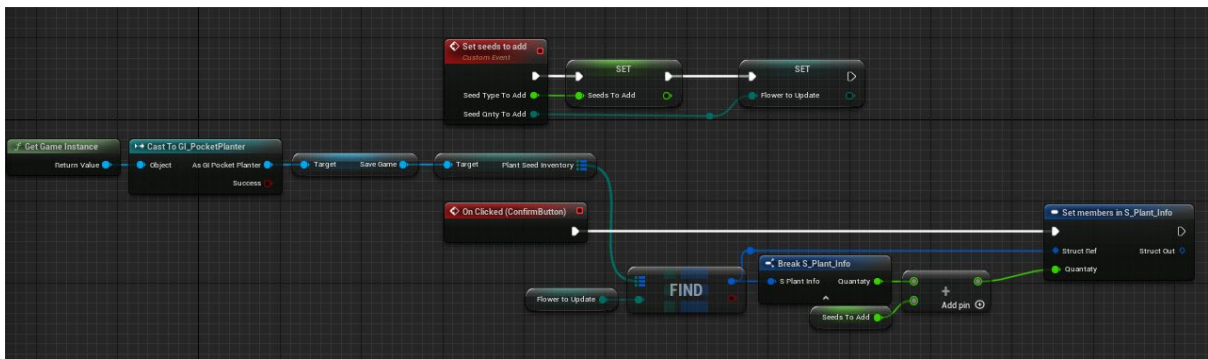 Set seeds to add
Custom Event
Seed Type To Add
Seed Qnty To Add
SET
Seeds To Add
SET
Flower to Update
f Get Game Instance
Return Value
Cast To GI_PocketPlanter
Object
As GI Pocket Planter
Success
Target
Save Game
Target
Plant Seed Inventory
On Clicked (ConfirmButton)
Set members in S_Plant_Info
Struct Ref
Struct Out
Quantaty
Flower to Update
FIND
Break S_Plant_Info
S Plant Info
Quantaty
Seeds To Add
+
Add pin